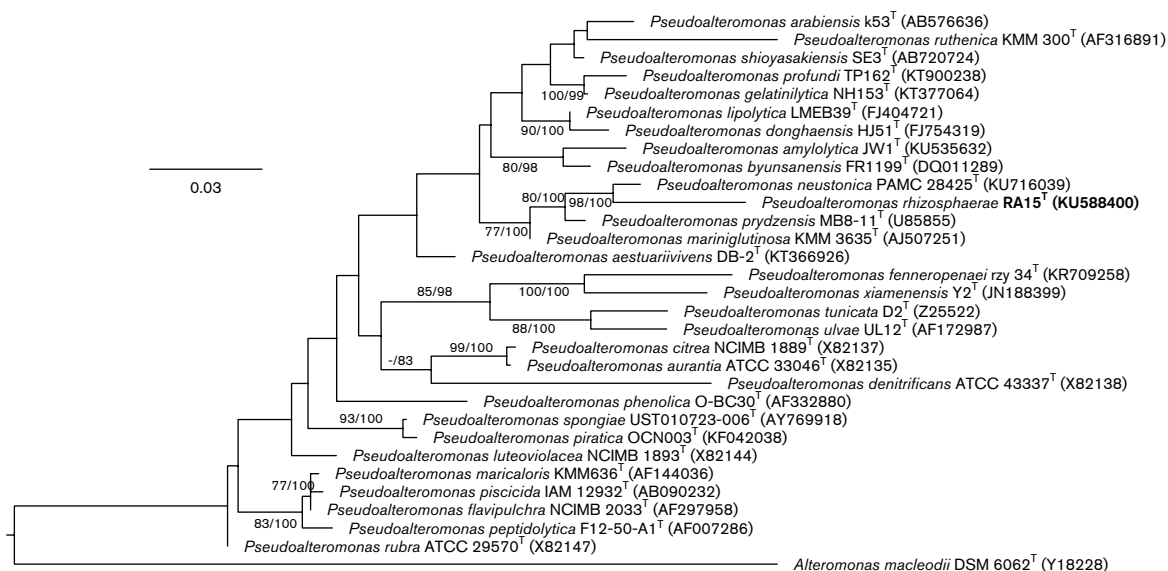 Pseudoalteromonas arabiensis k53ᵀ (AB576636)
Pseudoalteromonas ruthenica KMM 300ᵀ (AF316891)
Pseudoalteromonas shioyasakiensis SE3ᵀ (AB720724)
Pseudoalteromonas profundi TP162ᵀ (KT900238)
100/99
Pseudoalteromonas gelatinilytica NH153ᵀ (KT377064)
Pseudoalteromonas lipolytica LMEB39ᵀ (FJ404721)
90/100
Pseudoalteromonas donghaensis HJ51ᵀ (FJ754319)
Pseudoalteromonas amylolytica JW1ᵀ (KU535632)
80/98
Pseudoalteromonas byunsanensis FR1199ᵀ (DQ011289)
0.03
Pseudoalteromonas neustonica PAMC 28425ᵀ (KU716039)
80/100
98/100
Pseudoalteromonas rhizosphaerae RA15ᵀ (KU588400)
Pseudoalteromonas prydzensis MB8-11ᵀ (U85855)
77/100
Pseudoalteromonas mariniglutinosa KMM 3635ᵀ (AJ507251)
Pseudoalteromonas aestuariivivens DB-2ᵀ (KT366926)
Pseudoalteromonas fenneropenaei rzy 34ᵀ (KR709258)
85/98
100/100
Pseudoalteromonas xiamenensis Y2ᵀ (JN188399)
Pseudoalteromonas tunicata D2ᵀ (Z25522)
88/100
Pseudoalteromonas ulvae UL12ᵀ (AF172987)
99/100
Pseudoalteromonas citrea NCIMB 1889ᵀ (X82137)
-/83
Pseudoalteromonas aurantia ATCC 33046ᵀ (X82135)
Pseudoalteromonas denitrificans ATCC 43337ᵀ (X82138)
Pseudoalteromonas phenolica O-BC30ᵀ (AF332880)
93/100
Pseudoalteromonas spongiae UST010723-006ᵀ (AY769918)
Pseudoalteromonas piratica OCN003ᵀ (KF042038)
Pseudoalteromonas luteoviolacea NCIMB 1893ᵀ (X82144)
Pseudoalteromonas maricaloris KMM636ᵀ (AF144036)
77/100
Pseudoalteromonas piscicida IAM 12932ᵀ (AB090232)
Pseudoalteromonas flavipulchra NCIMB 2033ᵀ (AF297958)
83/100
Pseudoalteromonas peptidolytica F12-50-A1ᵀ (AF007286)
Pseudoalteromonas rubra ATCC 29570ᵀ (X82147)
Alteromonas macleodii DSM 6062ᵀ (Y18228)